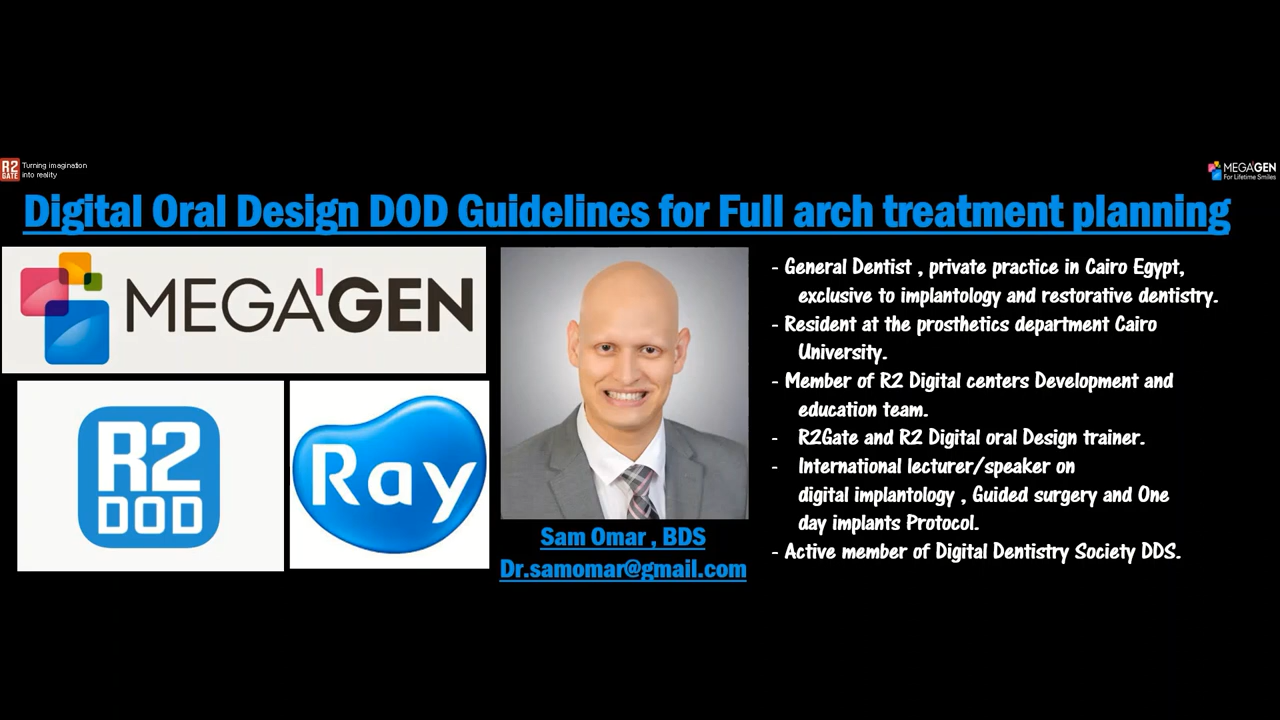 R2
GATE
Turning imagination
into reality
MEGA'GEN
For Lifetime Smiles
Digital Oral Design DOD Guidelines for Full arch treatment planning
MEGA'GEN
R2
DOD
Ray
Sam Omar , BDS
Dr.samomar@gmail.com
- General Dentist , private practice in Cairo Egypt,
exclusive to implantology and restorative dentistry.
- Resident at the prosthetics department Cairo
University.
- Member of R2 Digital centers Development and
education team.
- R2Gate and R2 Digital oral Design trainer.
- International lecturer/speaker on
digital implantology , Guided surgery and One
day implants Protocol.
- Active member of Digital Dentistry Society DDS.